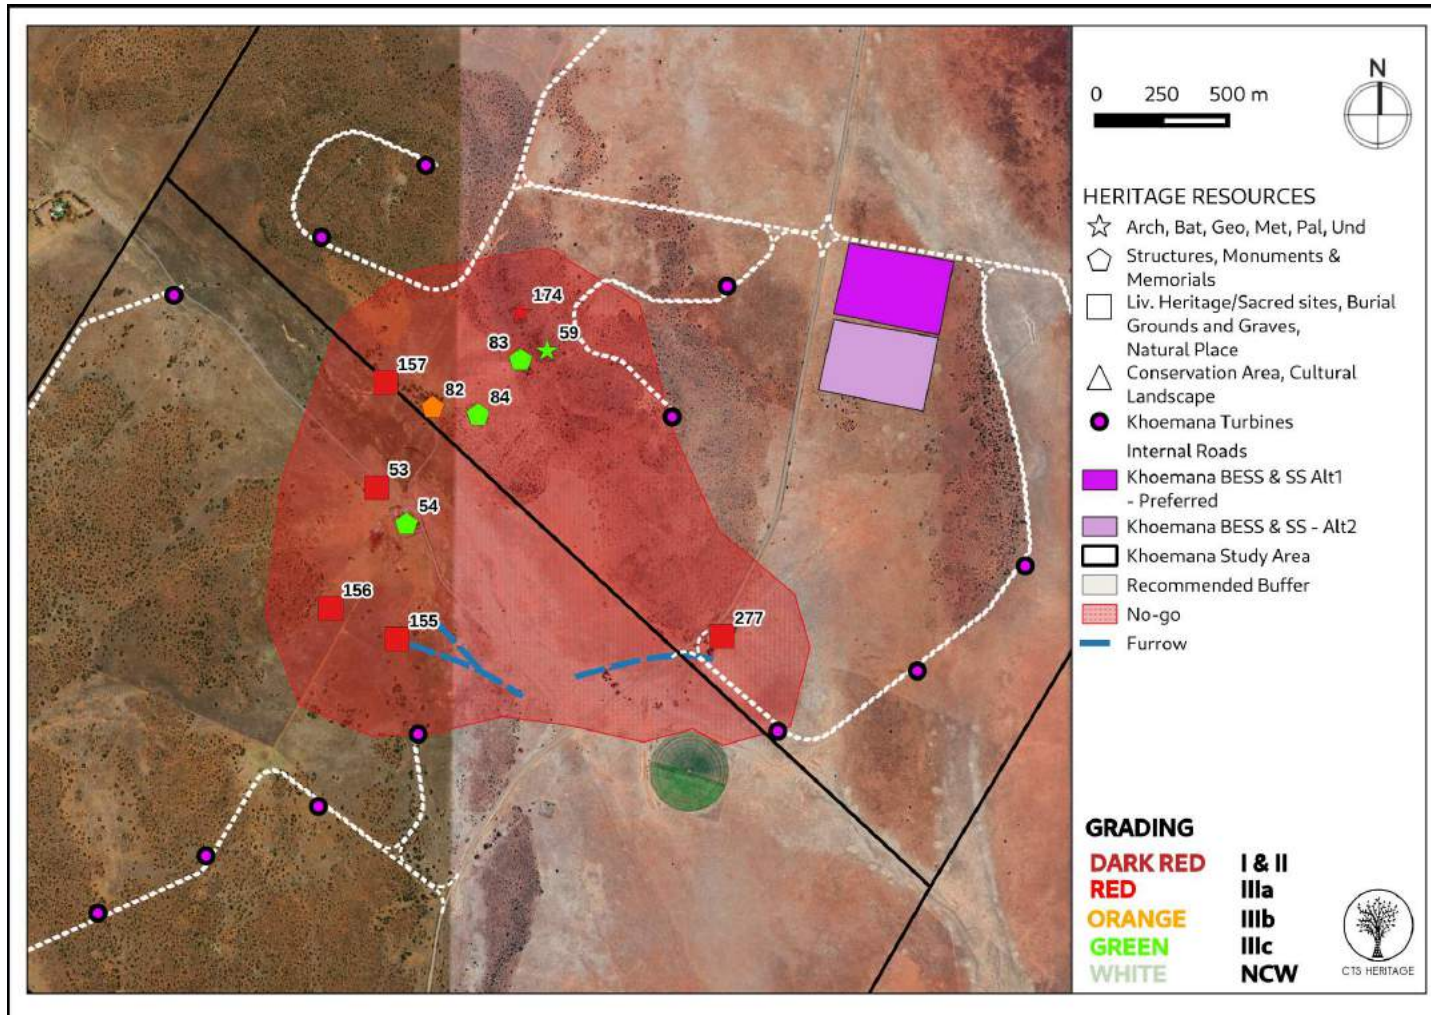 174
59
83
157
82
84
53
54
156
155
277
0 250 500 m
N
HERITAGE RESOURCES
Arch, Bat, Geo, Met, Pal, Und
Structures, Monuments &
Memorials
Liv. Heritage/Sacred sites, Burial
Grounds and Graves,
Natural Place
Conservation Area, Cultural
Landscape
Khoemana Turbines
Internal Roads
Khoemana BESS & SS Alt1
- Preferred
Khoemana BESS & SS - Alt2
Khoemana Study Area
Recommended Buffer
No-go
Furrow
GRADING
DARK RED I & II
RED IIIa
ORANGE IIIb
GREEN IIIc
WHITE NCW
CTS HERITAGE